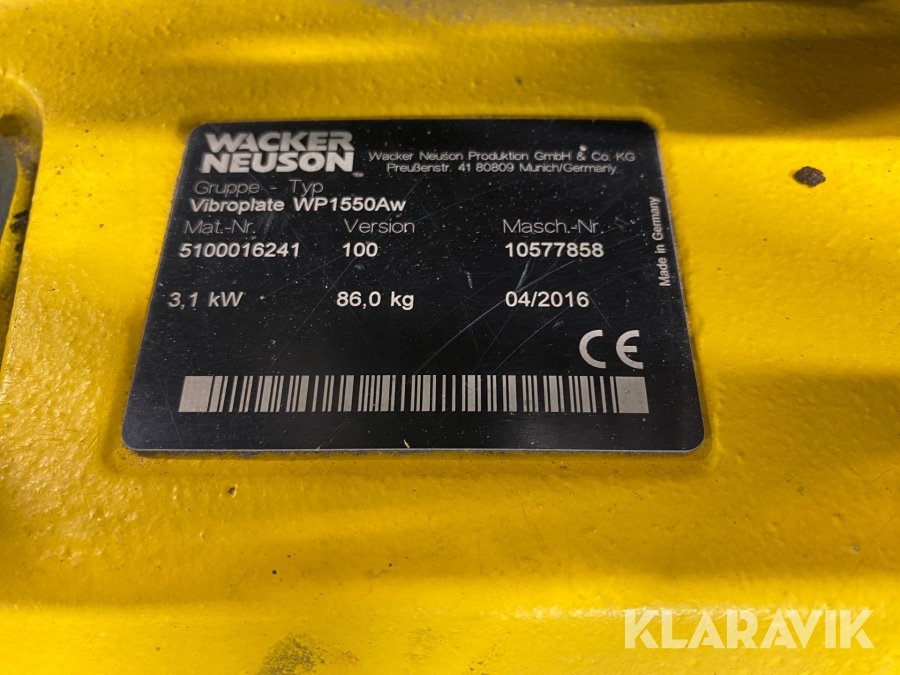 WACKER
NEUSON
Wacker Neuson Produktion GmbH & Co. KG
Preußenstr. 41 80809 Munich/Germany
Gruppe - Typ
Vibroplate WP1550Aw
Mat.-Nr. Version Masch.-Nr.
5100016241 100 10577858
3,1 kW 86,0 kg 04/2016
Made in Germany
CE
KLARAVIK